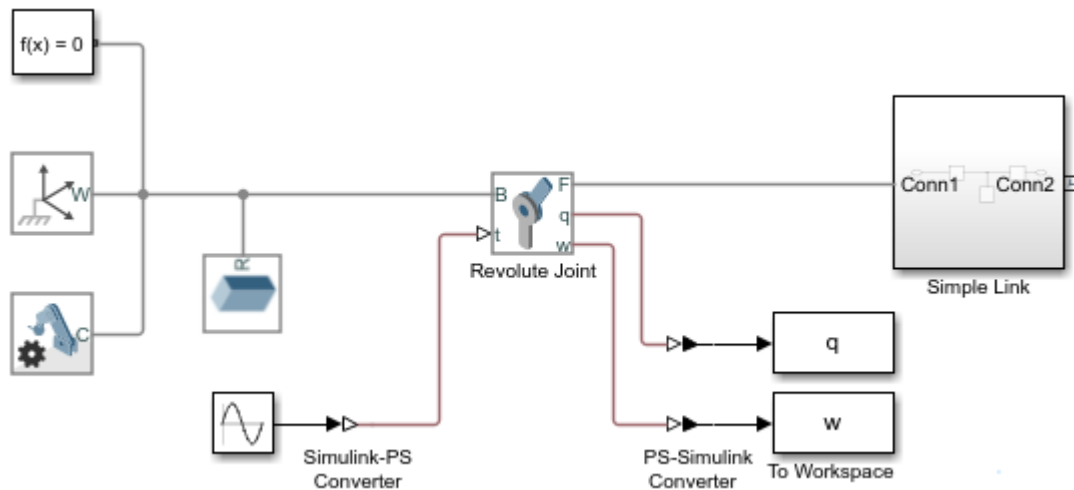 f(x) = 0
W
B
F
q
t
w
Revolute Joint
Conn1
Conn2
Simple Link
R
C
q
w
Simulink-PS
Converter
PS-Simulink
Converter
To Workspace